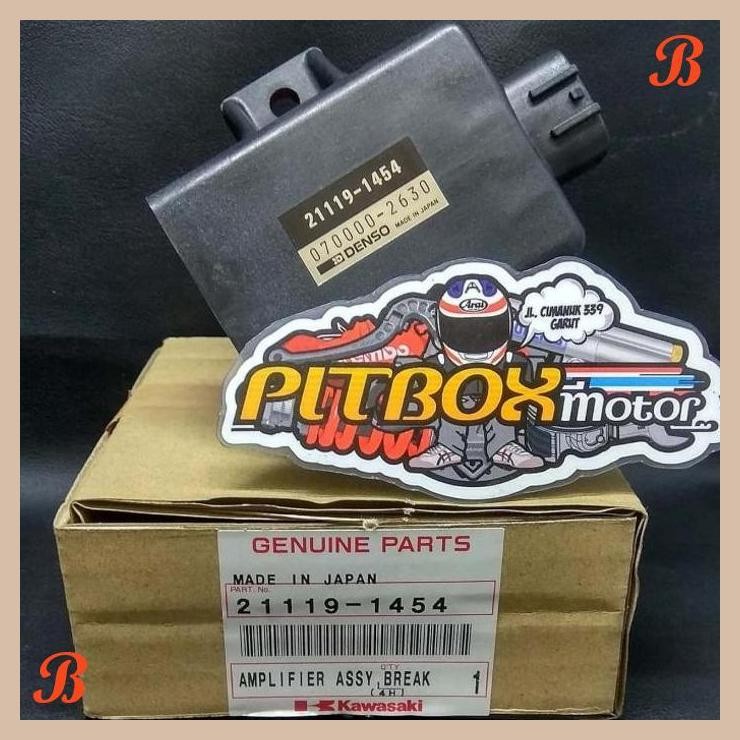 B
21119-1454
070000-2630
DENSO MADE IN JAPAN
Arai
JL. CIMANUK 339
GARUT
PITBOX motor
GENUINE PARTS
MADE IN JAPAN
PART. No.
21119-1454
Q'TY
AMPLIFIER ASSY,BREAK 1
(4H)
Kawasaki
B